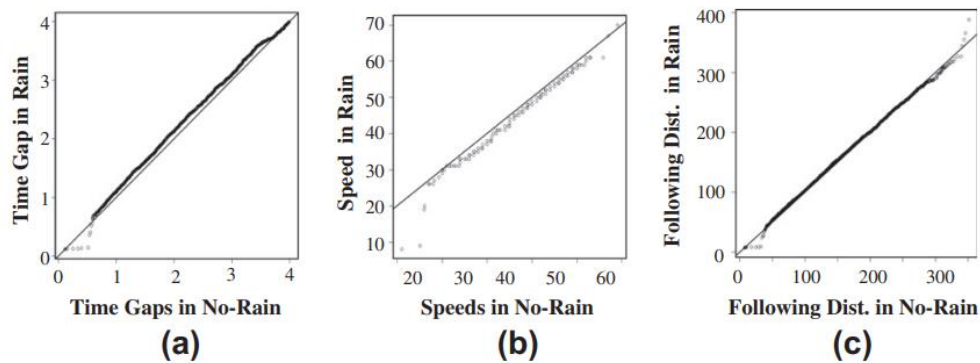 Time Gap in Rain
4
3
2
1
0
0 1 2 3 4
Time Gaps in No-Rain
(a)
Speed in Rain
70
60
50
40
30
20
10
20 30 40 50 60
Speeds in No-Rain
(b)
Following Dist. in Rain
400
300
200
100
0
0 100 200 300
Following Dist. in No-Rain
(c)